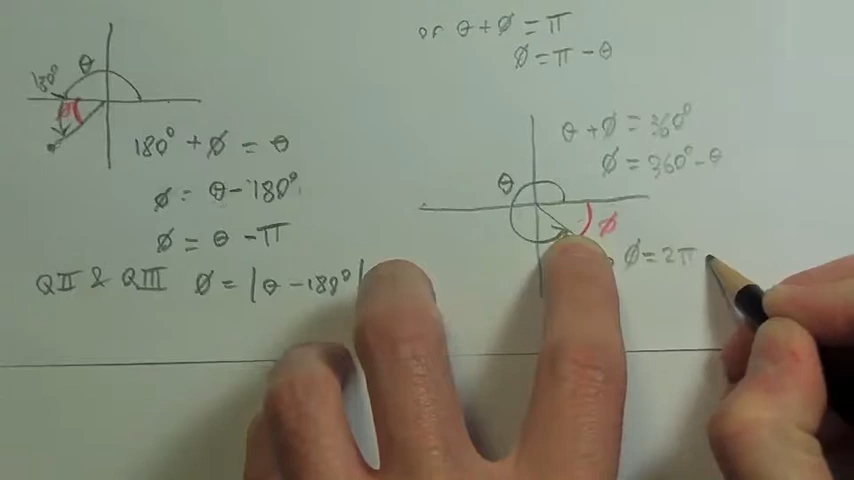 θ
180°
ø
180° + ø = θ
ø = θ - 180°
ø = θ - π
QII & QIII ø = |θ - 180°|
or θ + ø = π
ø = π - θ
θ + ø = 360°
ø = 360° - θ
θ
ø
ø = 2π